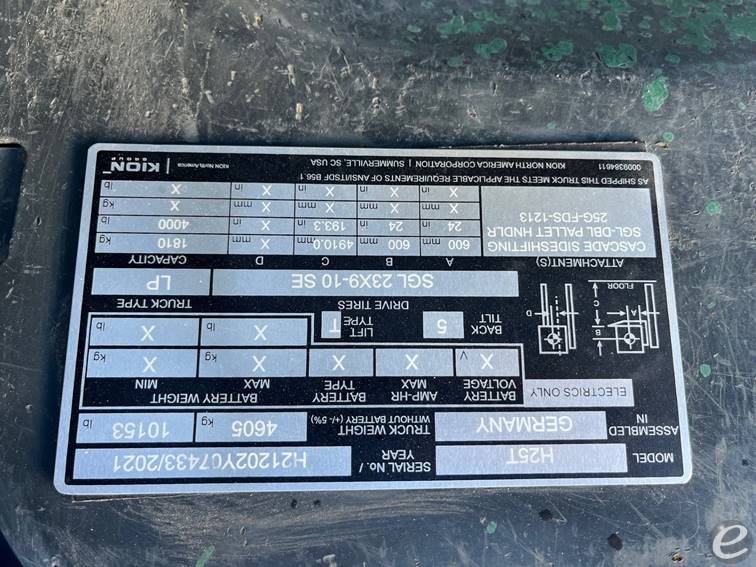 MODEL H25T SERIAL No./ YEAR H21202Y07433/2021
ASSEMBLED IN GERMANY TRUCK WEIGHT WITHOUT BATTERY (+/- 5%) 4605 kg 10153 lb
ELECTRICS ONLY BATTERY VOLTAGE X V AMP-HR MAX X BATTERY TYPE X BATTERY WEIGHT MAX X kg X lb MIN X kg X lb
BACK TILT 5 LIFT TYPE T
A B C D FLOOR
DRIVE TIRES SGL 23X9-10 SE TRUCK TYPE LP
ATTACHMENT(S) A B C D CAPACITY
CASCADE SIDESHIFTING 600 mm 600 mm 4910.0 mm X mm 1810 kg
SGL-DBL PALLET HNDLR 24 in 24 in 193.3 in X in 4000 lb
25G-FDS-1213 X mm X mm X mm X mm X kg
X in X in X in X in X lb
AS SHIPPED THIS TRUCK MEETS THE APPLICABLE REQUIREMENTS OF ANSI/ITSDF B56.1
0009384611 KION NORTH AMERICA CORPORATION | SUMMERVILLE, SC USA KION North America KION GROUP
e